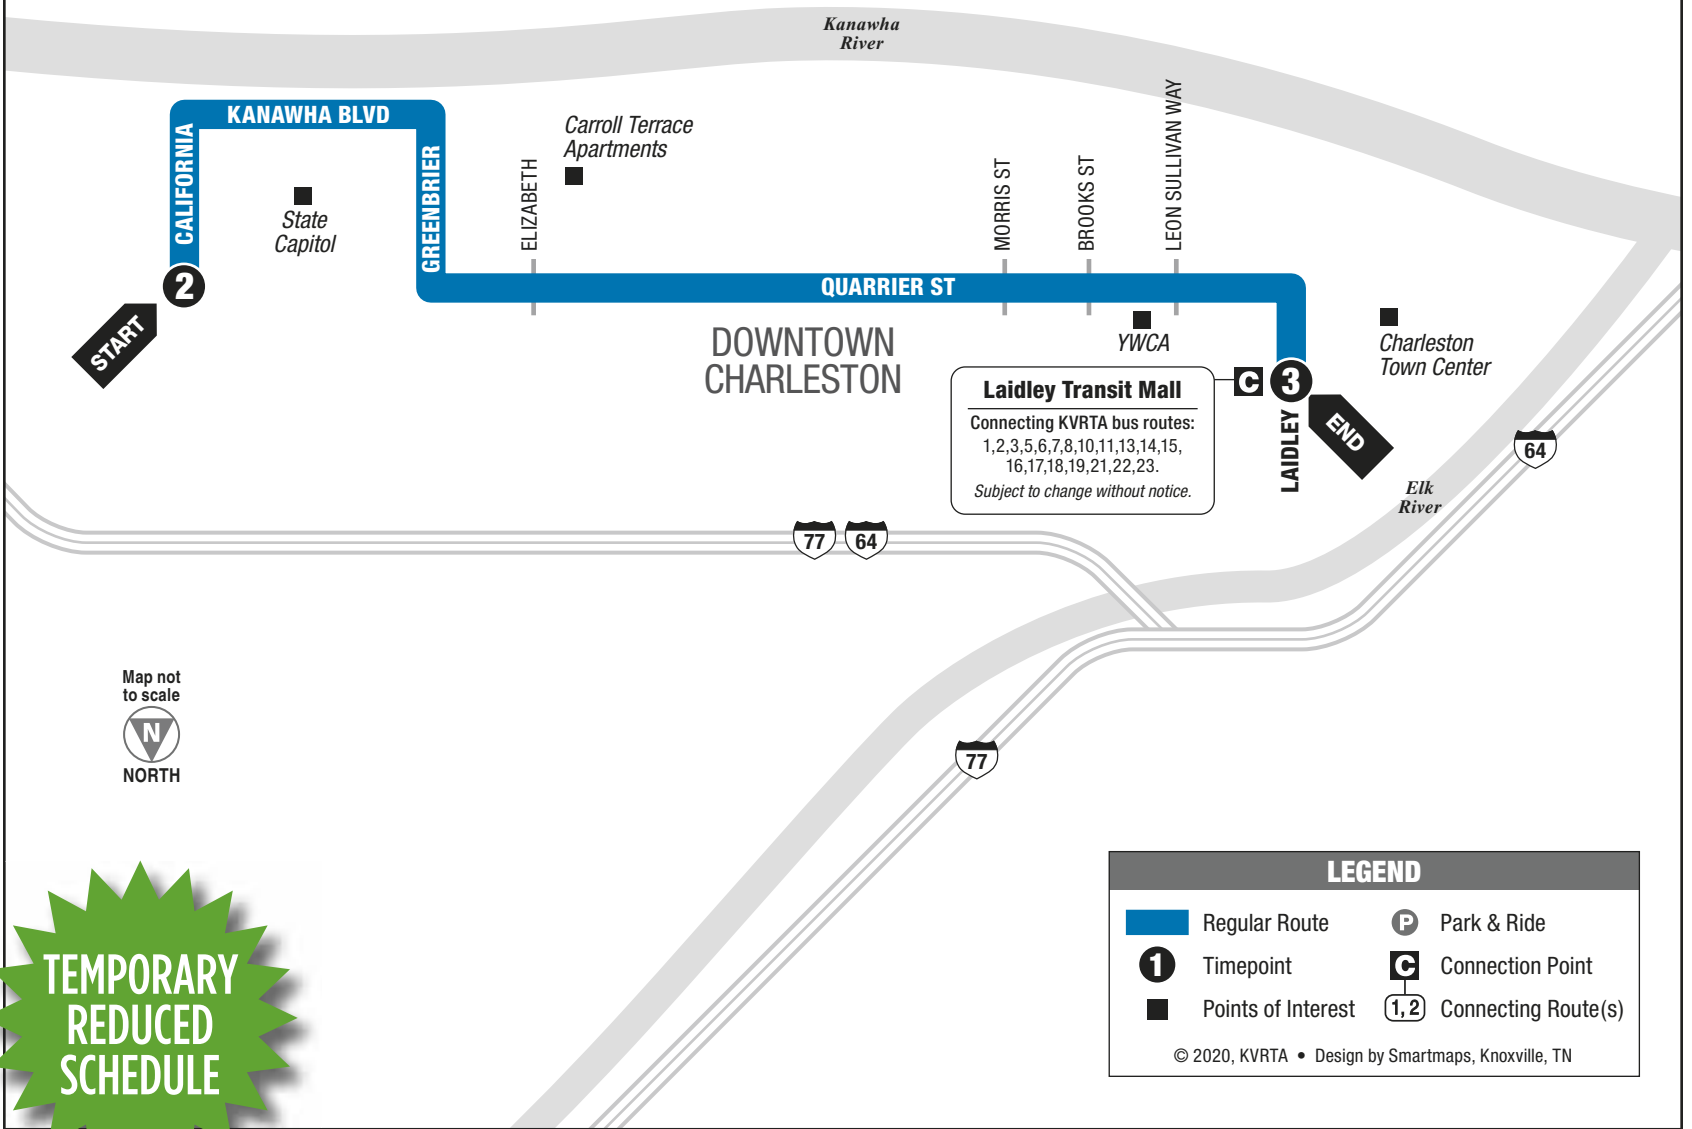 Kanawha
River
KANAWHA BLVD
CALIFORNIA
GREENBRIER
State
Capitol
ELIZABETH
Carroll Terrace
Apartments
MORRIS ST
BROOKS ST
LEON SULLIVAN WAY
2
START
QUARRIER ST
DOWNTOWN
CHARLESTON
YWCA
Charleston
Town Center
Laidley Transit Mall
Connecting KVRTA bus routes:
1,2,3,5,6,7,8,10,11,13,14,15,
16,17,18,19,21,22,23.
Subject to change without notice.
C
3
LAIDLEY
END
64
Elk
River
77
64
77
Map not
to scale
N
NORTH
TEMPORARY
REDUCED
SCHEDULE
LEGEND
Regular Route
P Park & Ride
1 Timepoint
C Connection Point
Points of Interest
1, 2 Connecting Route(s)
© 2020, KVRTA • Design by Smartmaps, Knoxville, TN